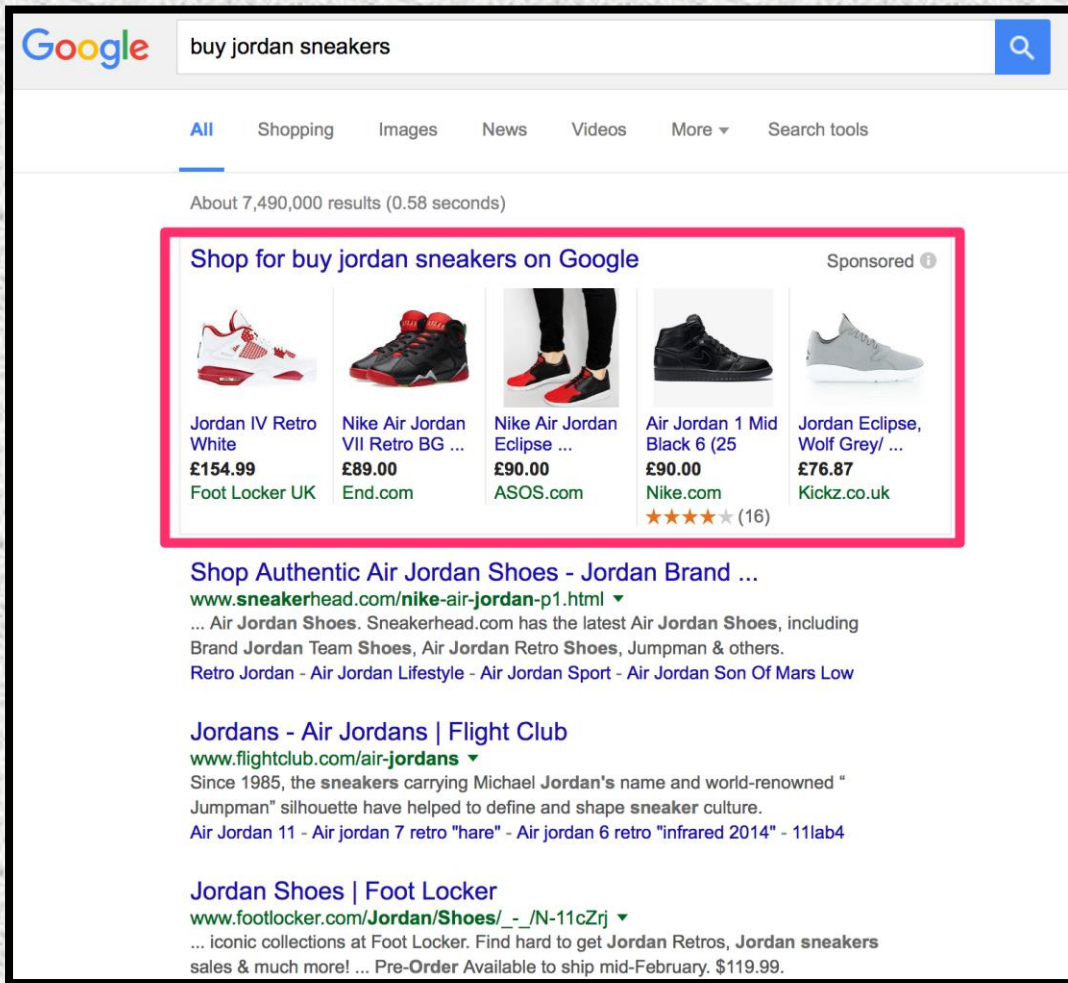 Google
buy jordan sneakers
All Shopping Images News Videos More Search tools
About 7,490,000 results (0.58 seconds)
Shop for buy jordan sneakers on Google
Sponsored
Jordan IV Retro
White
£154.99
Foot Locker UK
Nike Air Jordan
VII Retro BG ...
£89.00
End.com
Nike Air Jordan
Eclipse ...
£90.00
ASOS.com
Air Jordan 1 Mid
Black 6 (25
£90.00
Nike.com
(16)
Jordan Eclipse,
Wolf Grey/ ...
£76.87
Kickz.co.uk
Shop Authentic Air Jordan Shoes - Jordan Brand ...
www.sneakerhead.com/nike-air-jordan-p1.html
... Air Jordan Shoes. Sneakerhead.com has the latest Air Jordan Shoes, including
Brand Jordan Team Shoes, Air Jordan Retro Shoes, Jumpman & others.
Retro Jordan - Air Jordan Lifestyle - Air Jordan Sport - Air Jordan Son Of Mars Low
Jordans - Air Jordans | Flight Club
www.flightclub.com/air-jordans
Since 1985, the sneakers carrying Michael Jordan's name and world-renowned “
Jumpman” silhouette have helped to define and shape sneaker culture.
Air Jordan 11 - Air jordan 7 retro "hare" - Air jordan 6 retro "infrared 2014" - 11lab4
Jordan Shoes | Foot Locker
www.footlocker.com/Jordan/Shoes/_-_/N-11cZrj
... iconic collections at Foot Locker. Find hard to get Jordan Retros, Jordan sneakers
sales & much more! ... Pre-Order Available to ship mid-February. $119.99.